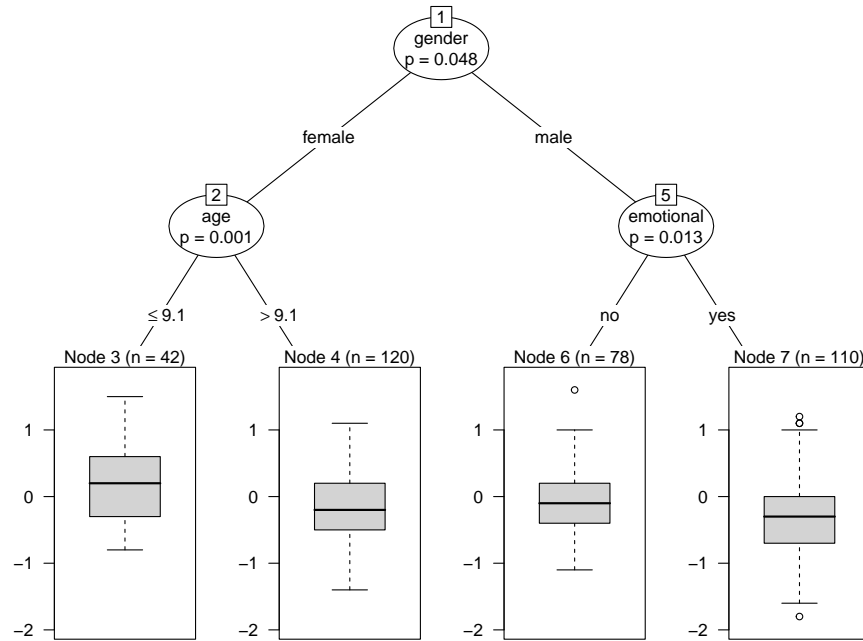 1
gender
p = 0.048
female
male
2
age
p = 0.001
5
emotional
p = 0.013
≤ 9.1
> 9.1
no
yes
Node 3 (n = 42)
Node 4 (n = 120)
Node 6 (n = 78)
Node 7 (n = 110)
1
0
−1
−2
1
0
−1
−2
1
0
−1
−2
1
0
−1
−2